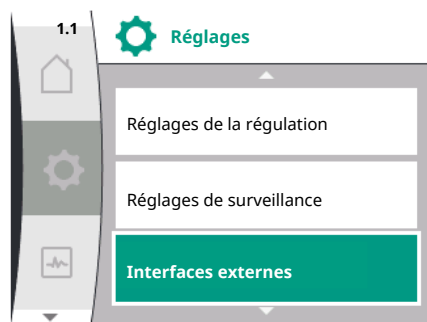 1.1
Réglages
Réglages de la régulation
Réglages de surveillance
Interfaces externes